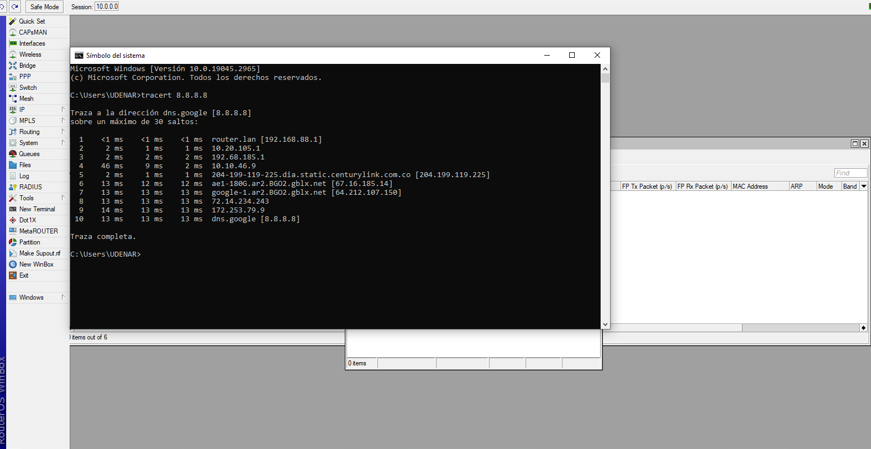 Safe Mode Session: 10.0.0.0
Quick Set
CAPsMAN
Interfaces
Wireless
Bridge
PPP
Switch
Mesh
IP
MPLS
Routing
System
Queues
Files
Log
RADIUS
Tools
New Terminal
Dot1X
MetaROUTER
Partition
Make Supout.rif
New WinBox
Exit
Windows
RouterOS WinBox
Símbolo del sistema
Microsoft Windows [Versión 10.0.19045.2965]
(c) Microsoft Corporation. Todos los derechos reservados.
C:\Users\UDENAR>tracert 8.8.8.8
Traza a la dirección dns.google [8.8.8.8]
sobre un máximo de 30 saltos:
1 <1 ms <1 ms <1 ms router.lan [192.168.88.1]
2 2 ms 1 ms 1 ms 10.20.105.1
3 2 ms 2 ms 2 ms 192.68.185.1
4 46 ms 9 ms 2 ms 10.10.46.9
5 2 ms 1 ms 1 ms 204-199-119-225.dia.static.centurylink.com.co [204.199.119.225]
6 13 ms 12 ms 12 ms ae1-180G.ar2.BGO2.gblx.net [67.16.185.14]
7 13 ms 13 ms 13 ms google-1.ar2.BGO2.gblx.net [64.212.107.150]
8 13 ms 13 ms 13 ms 72.14.234.243
9 14 ms 13 ms 13 ms 172.253.79.9
10 13 ms 13 ms 13 ms dns.google [8.8.8.8]
Traza completa.
C:\Users\UDENAR>
Find
FP Tx Packet (p/s) FP Rx Packet (p/s) MAC Address ARP Mode Band
items out of 6
0 items